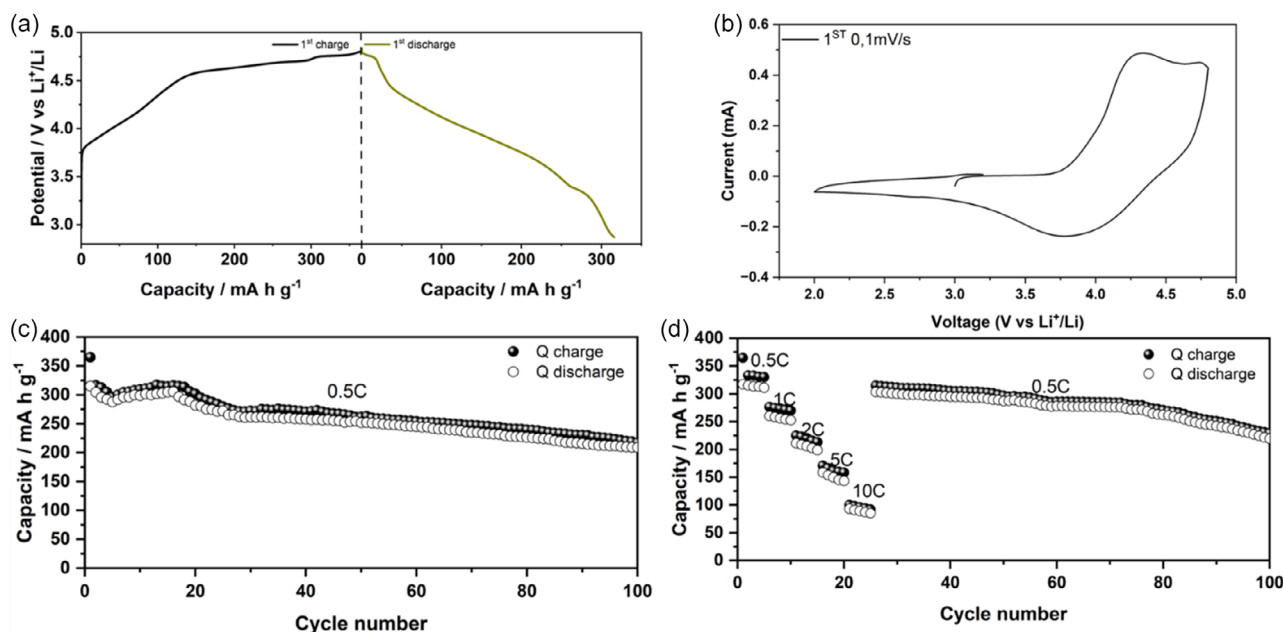 (a)
1st charge
1st discharge
Potential / V vs Li+/Li
4.75
4.0
3.5
3.0
0
100
200
300
0
100
200
300
Capacity / mA h g-1
Capacity / mA h g-1
(b)
1ST 0,1mV/s
Current (mA)
0.6
0.4
0.2
0.0
−0.2
−0.4
2.0
2.5
3.0
3.5
4.0
4.5
5.0
Voltage (V vs Li+/Li)
(c)
Q charge
Q discharge
0.5C
Capacity / mA h g-1
400
350
300
250
200
150
100
50
0
0
20
40
60
80
100
Cycle number
(d)
Q charge
Q discharge
0.5C
1C
2C
5C
10C
0.5C
Capacity / mA h g-1
400
350
300
250
200
150
100
50
0
0
20
40
60
80
100
Cycle number